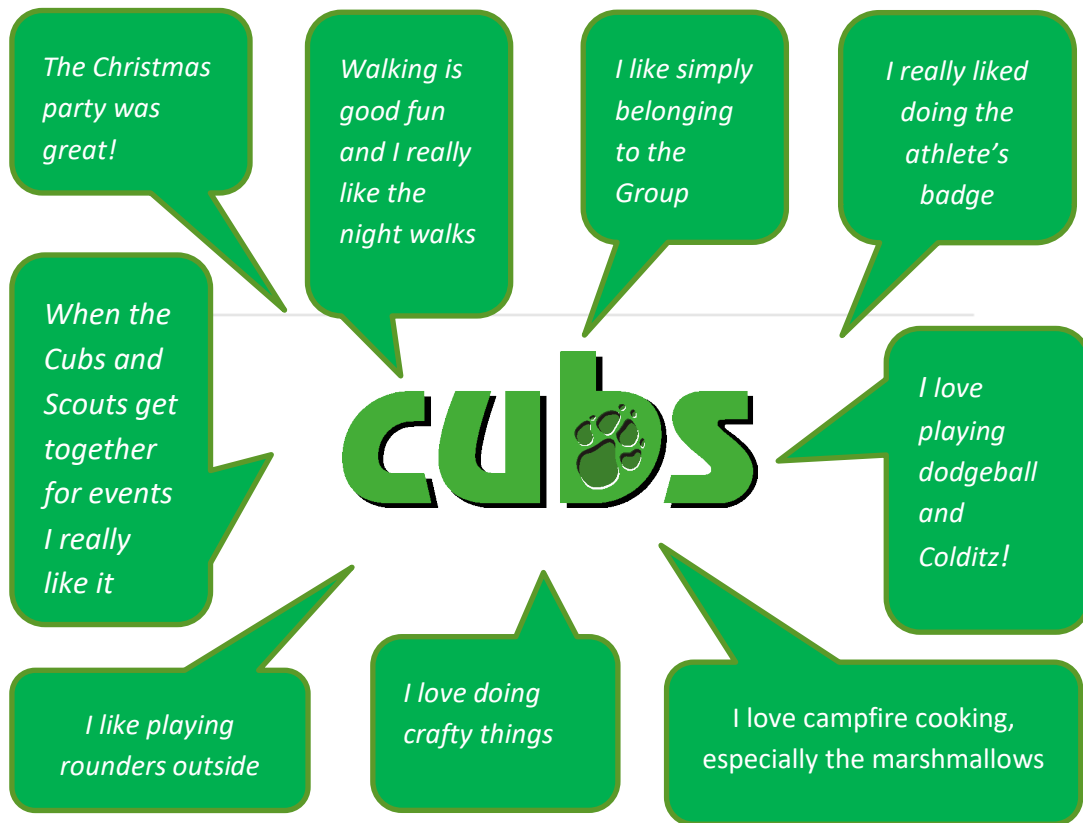 The Christmas
party was
great!
Walking is
good fun
and I really
like the
night walks
I like simply
belonging
to the
Group
I really liked
doing the
athlete’s
badge
When the
Cubs and
Scouts get
together
for events
I really
like it
cubs
I love
playing
dodgeball
and
Colditz!
I like playing
rounders outside
I love doing
crafty things
I love campfire cooking,
especially the marshmallows